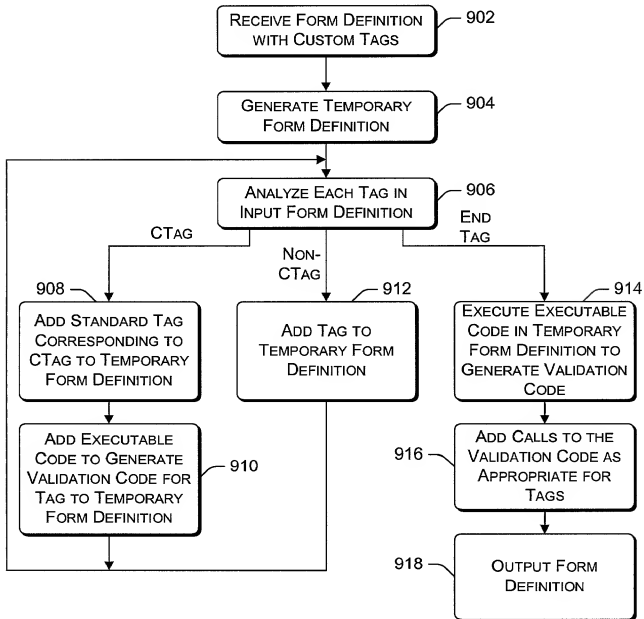 RECEIVE FORM DEFINITION
WITH CUSTOM TAGS
902
GENERATE TEMPORARY
FORM DEFINITION
904
ANALYZE EACH TAG IN
INPUT FORM DEFINITION
906
CTAG
NON-
CTAG
END
TAG
908
ADD STANDARD TAG
CORRESPONDING TO
CTAG TO TEMPORARY
FORM DEFINITION
912
ADD TAG TO
TEMPORARY FORM
DEFINITION
914
EXECUTE EXECUTABLE
CODE IN TEMPORARY
FORM DEFINITION TO
GENERATE VALIDATION
CODE
ADD EXECUTABLE
CODE TO GENERATE
VALIDATION CODE FOR
TAG TO TEMPORARY
FORM DEFINITION
910
916
ADD CALLS TO THE
VALIDATION CODE AS
APPROPRIATE FOR
TAGS
918
OUTPUT FORM
DEFINITION